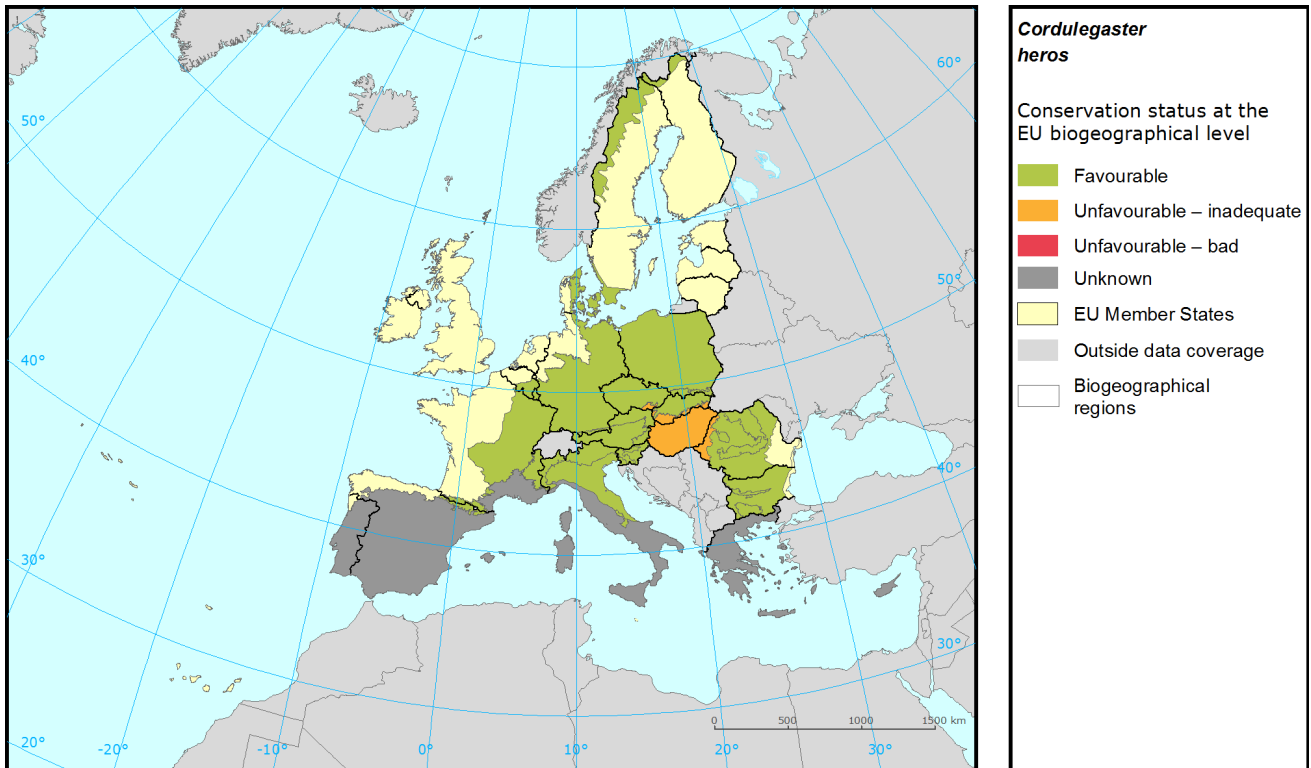 Cordulegaster
heros
Conservation status at the
EU biogeographical level
Favourable
Unfavourable – inadequate
Unfavourable – bad
Unknown
EU Member States
Outside data coverage
Biogeographical
regions
60°
50°
50°
40°
40°
30°
30°
20°
-20°
-10°
0°
10°
20°
30°
0
500
1000
1500 km